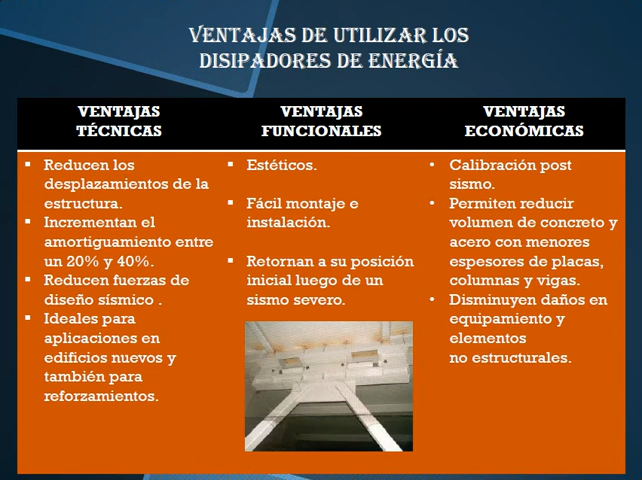 VENTAJAS DE UTILIZAR LOS
DISIPADORES DE ENERGÍA
VENTAJAS
TÉCNICAS
▪ Reducen los
desplazamientos de la
estructura.
▪ Incrementan el
amortiguamiento entre
un 20% y 40%.
▪ Reducen fuerzas de
diseño sísmico .
▪ Ideales para
aplicaciones en
edificios nuevos y
también para
reforzamientos.
VENTAJAS
FUNCIONALES
▪ Estéticos.
▪ Fácil montaje e
instalación.
▪ Retornan a su posición
inicial luego de un
sismo severo.
VENTAJAS
ECONÓMICAS
• Calibración post
sismo.
• Permiten reducir
volumen de concreto y
acero con menores
espesores de placas,
columnas y vigas.
• Disminuyen daños en
equipamiento y
elementos
no estructurales.